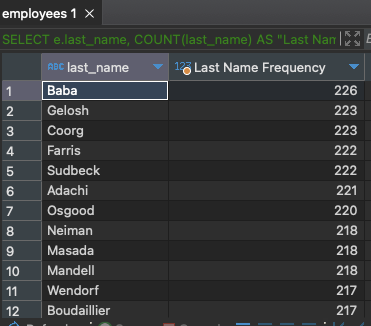 employees 1
SELECT e.last_name, COUNT(last_name) AS "Last Nam
ABC last_name 123 Last Name Frequency
1 Baba 226
2 Gelosh 223
3 Coorg 223
4 Farris 222
5 Sudbeck 222
6 Adachi 221
7 Osgood 220
8 Neiman 218
9 Masada 218
10 Mandell 218
11 Wendorf 217
12 Boudaillier 217